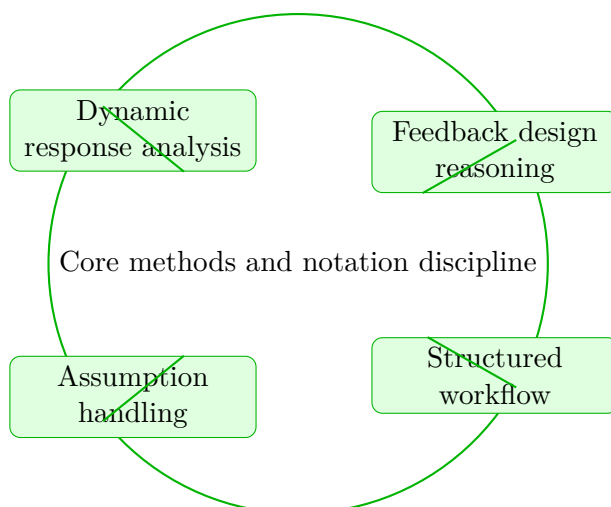 Dynamic
response analysis
Feedback design
reasoning
Core methods and notation discipline
Assumption
handling
Structured
workflow